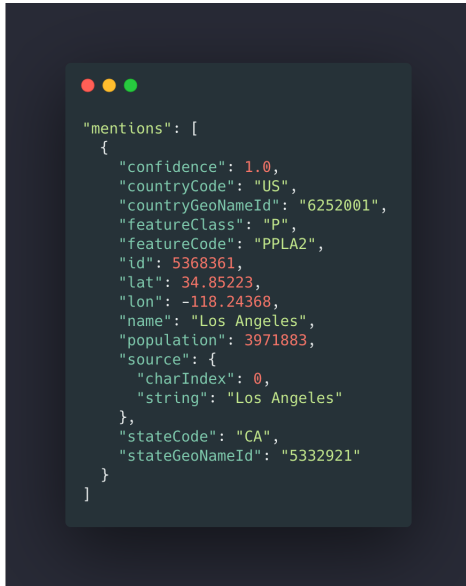 "mentions": [
  {
    "confidence": 1.0,
    "countryCode": "US",
    "countryGeoNameId": "6252001",
    "featureClass": "P",
    "featureCode": "PPLA2",
    "id": 5368361,
    "lat": 34.85223,
    "lon": -118.24368,
    "name": "Los Angeles",
    "population": 3971883,
    "source": {
      "charIndex": 0,
      "string": "Los Angeles"
    },
    "stateCode": "CA",
    "stateGeoNameId": "5332921"
  }
]